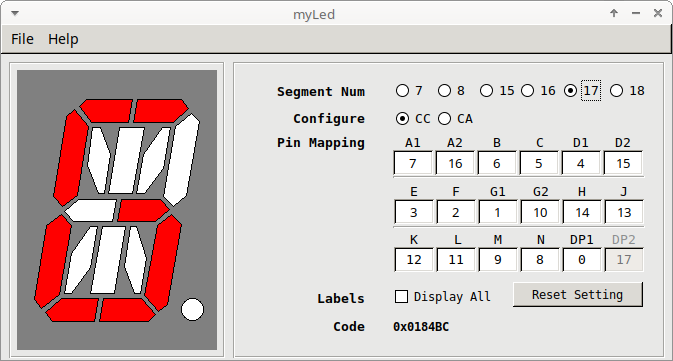 myLed
File Help
Segment Num 7 8 15 16 17 18
Configure CC CA
Pin Mapping A1 A2 B C D1 D2
7 16 6 5 4 15
E F G1 G2 H J
3 2 1 10 14 13
K L M N DP1 DP2
12 11 9 8 0 17
Labels Display All Reset Setting
Code 0x0184BC